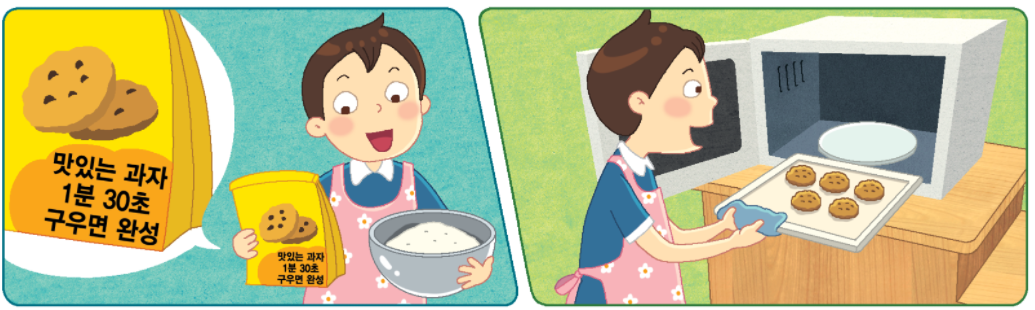 맛있는 과자
1분 30초
구우면 완성
맛있는 과자
1분 30초
구우면 완성